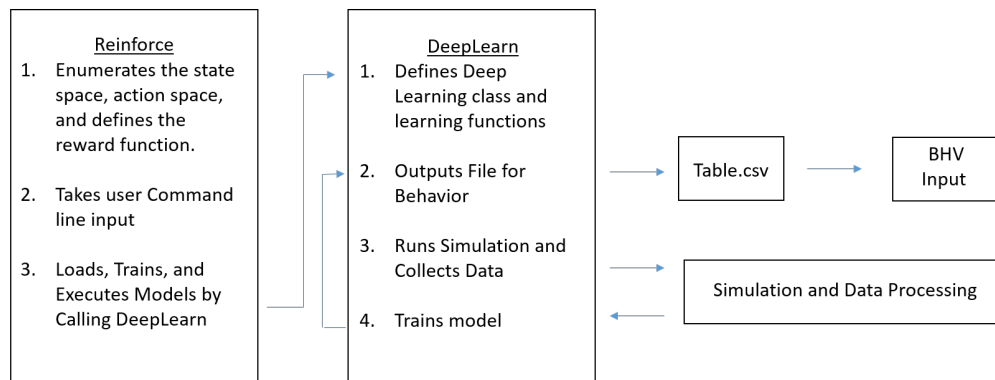 Reinforce
1. Enumerates the state
space, action space,
and defines the
reward function.
2. Takes user Command
line input
3. Loads, Trains, and
Executes Models by
Calling DeepLearn
DeepLearn
1. Defines Deep
Learning class and
learning functions
2. Outputs File for
Behavior
3. Runs Simulation and
Collects Data
4. Trains model
Table.csv
BHV
Input
Simulation and Data Processing